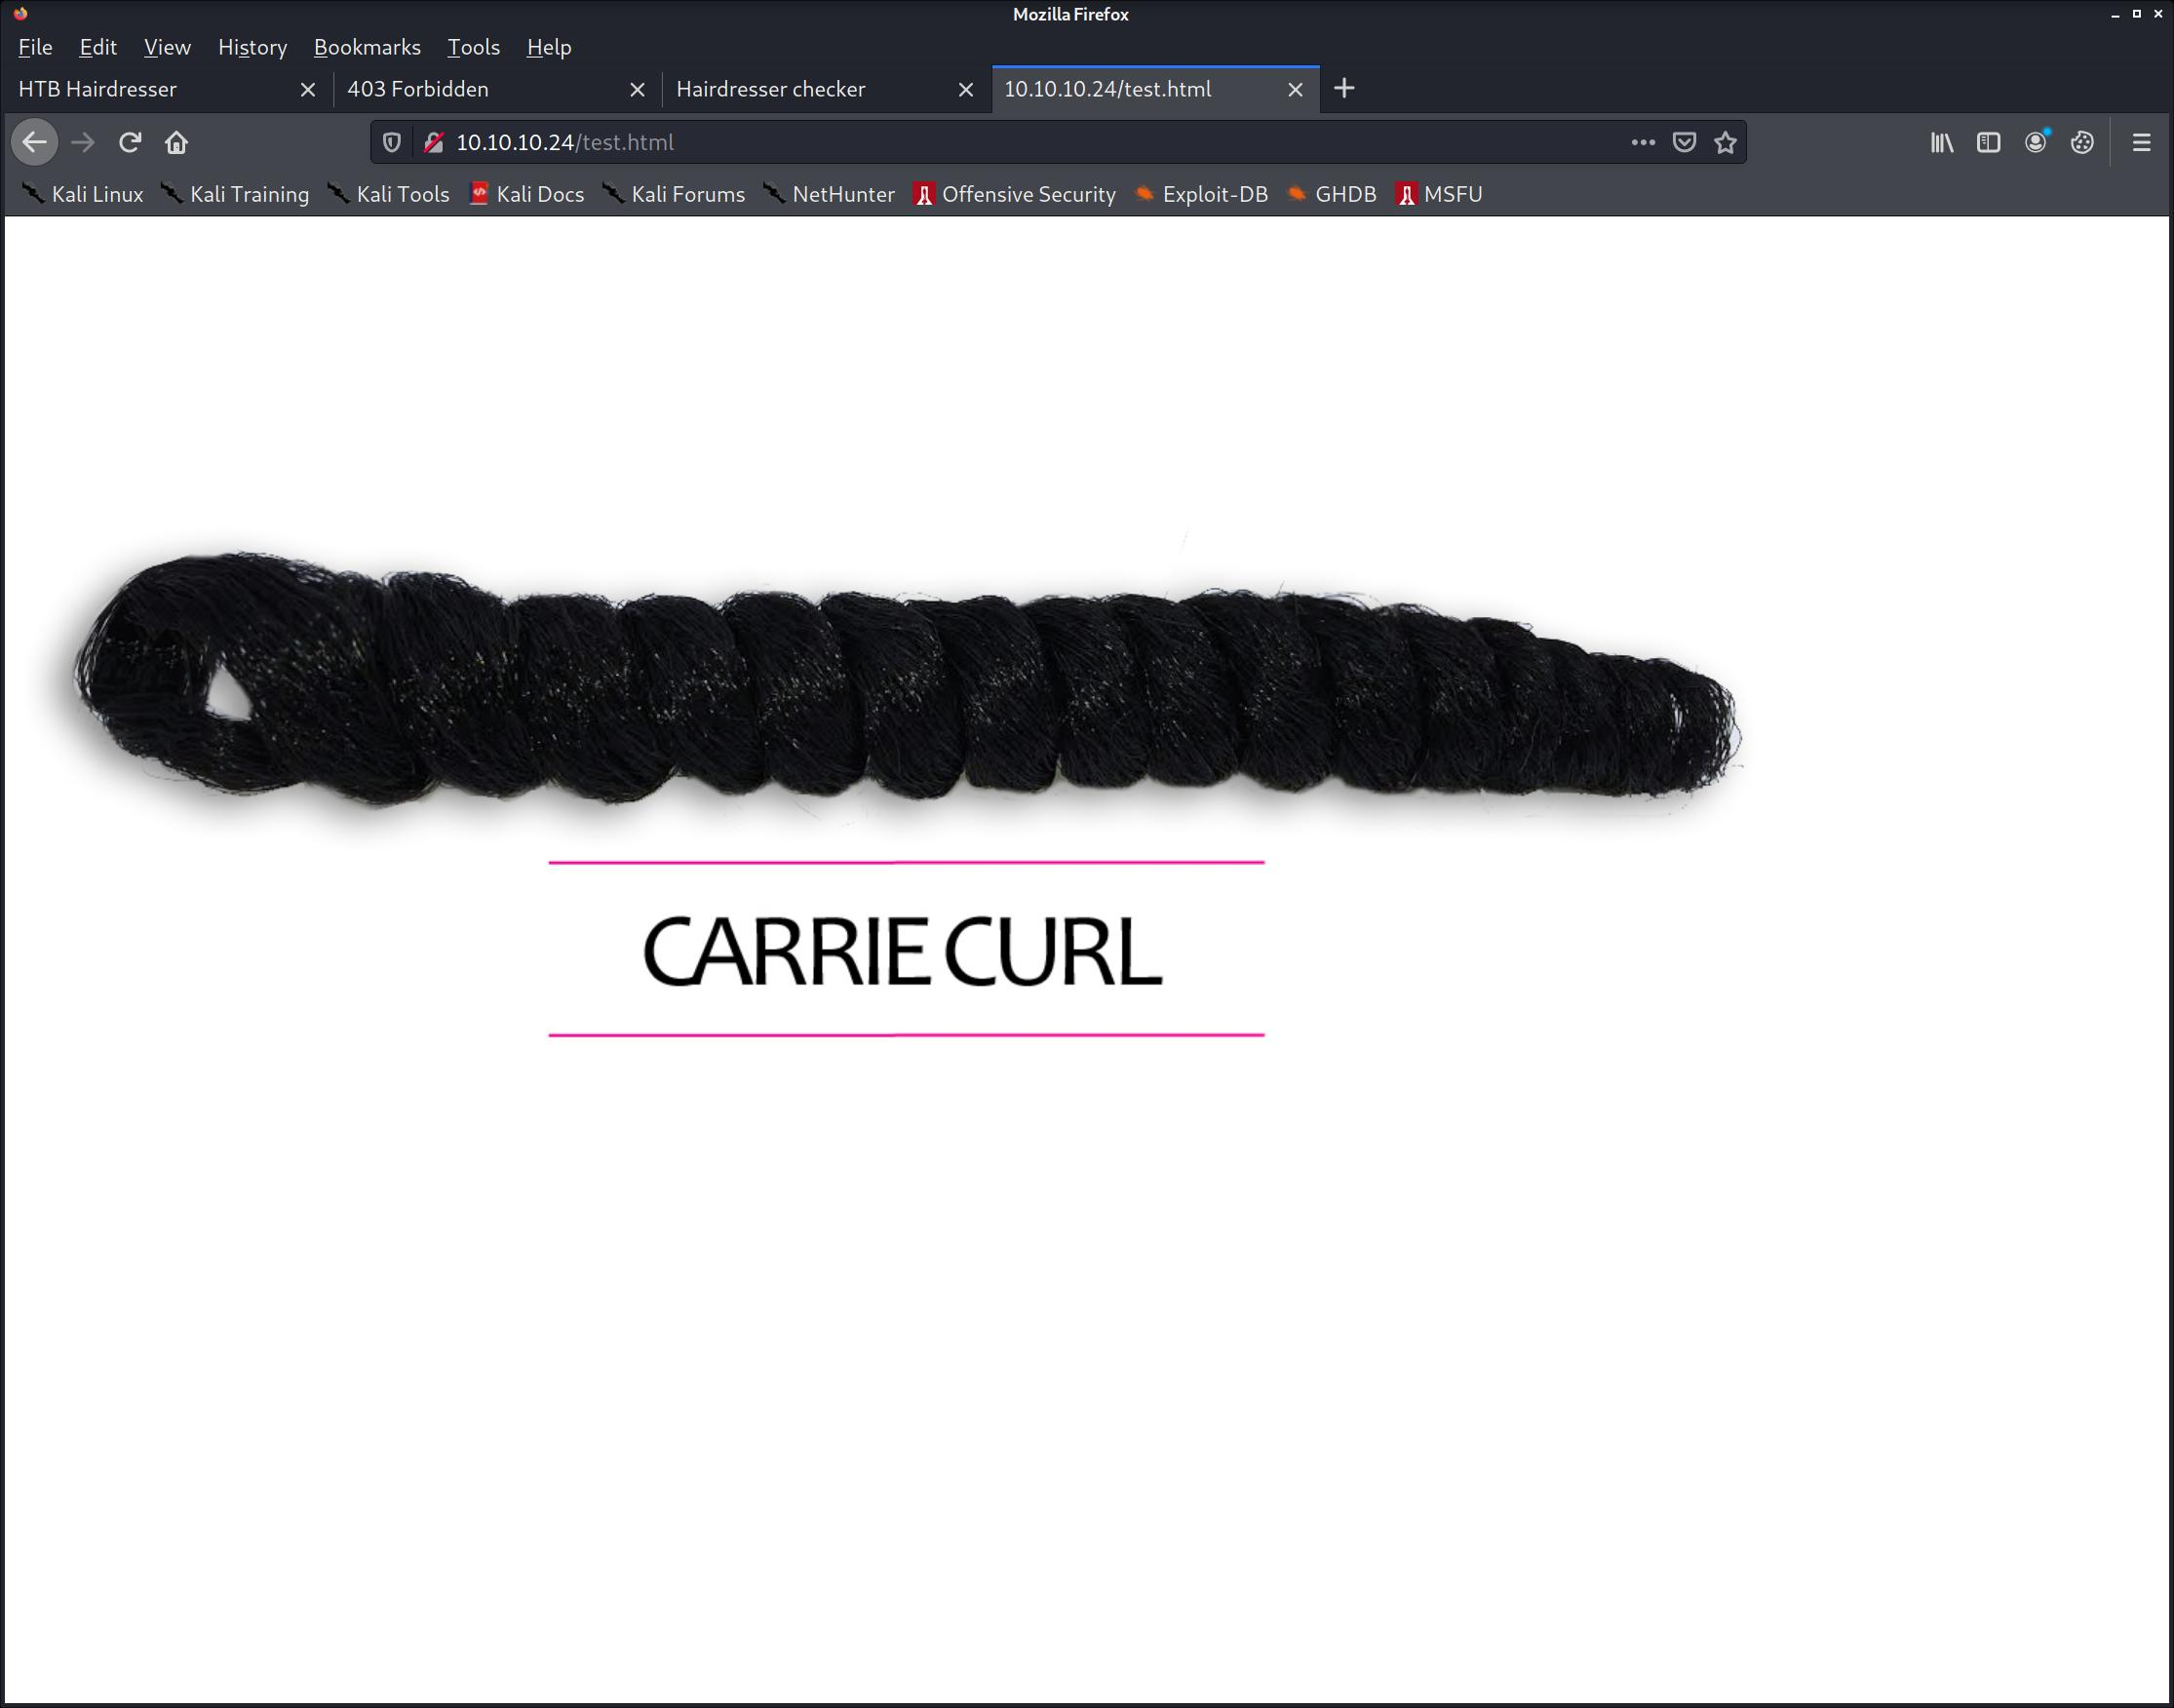 Mozilla Firefox
File Edit View History Bookmarks Tools Help
HTB Hairdresser 403 Forbidden Hairdresser checker 10.10.10.24/test.html
10.10.10.24/test.html
Kali Linux Kali Training Kali Tools Kali Docs Kali Forums NetHunter Offensive Security Exploit-DB GHDB MSFU
CARRIE CURL